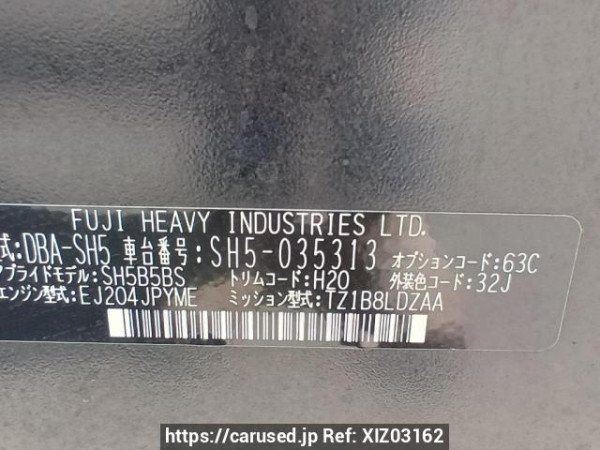 FUJI HEAVY INDUSTRIES LTD.
式:DBA-SH5 車台番号:SH5-035313 オプションコード:63C
プライドモデル:SH5B5BS トリムコード:H20 外装色コード:32J
エンジン型式:EJ204JPYME ミッション型式:TZ1B8LDZAA
https://carused.jp Ref: XIZ03162